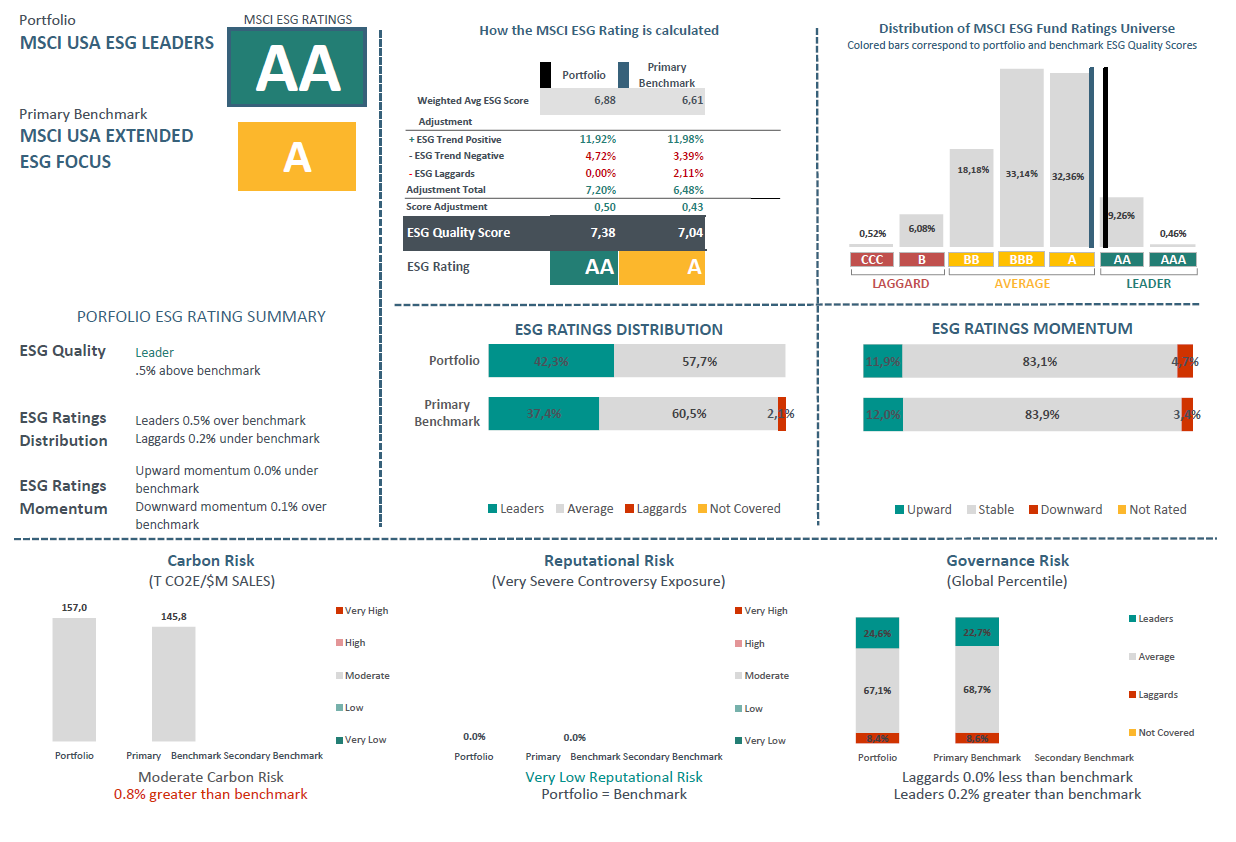 Portfolio
MSCI USA ESG LEADERS
MSCI ESG RATINGS
AA
Primary Benchmark
MSCI USA EXTENDED
ESG FOCUS
A
PORFOLIO ESG RATING SUMMARY
ESG Quality
Leader
.5% above benchmark
ESG Ratings
Distribution
Leaders 0.5% over benchmark
Laggards 0.2% under benchmark
ESG Ratings
Momentum
Upward momentum 0.0% under
benchmark
Downward momentum 0.1% over
benchmark
How the MSCI ESG Rating is calculated
Portfolio Primary
Benchmark
Weighted Avg ESG Score 6,88 6,61
Adjustment
+ ESG Trend Positive 11,92% 11,98%
- ESG Trend Negative 4,72% 3,39%
- ESG Laggards 0,00% 2,11%
Adjustment Total 7,20% 6,48%
Score Adjustment 0,50 0,43
ESG Quality Score 7,38 7,04
ESG Rating AA A
Distribution of MSCI ESG Fund Ratings Universe
Colored bars correspond to portfolio and benchmark ESG Quality Scores
0,52% 6,08% 18,18% 33,14% 32,36% 9,26% 0,46%
CCC B BB BBB A AA AAA
LAGGARD AVERAGE LEADER
ESG RATINGS DISTRIBUTION
Portfolio 42,3% 57,7%
Primary
Benchmark
37,4% 60,5% 2,1%
Leaders Average Laggards Not Covered
ESG RATINGS MOMENTUM
11,9% 83,1% 4,7%
12,0% 83,9% 3,4%
Upward Stable Downward Not Rated
Carbon Risk
(T CO2E/$M SALES)
157,0
145,8
Very High
High
Moderate
Low
Very Low
Portfolio Primary Benchmark Secondary Benchmark
Moderate Carbon Risk
0.8% greater than benchmark
Reputational Risk
(Very Severe Controversy Exposure)
0.0% 0.0%
Very High
High
Moderate
Low
Very Low
Portfolio Primary Benchmark Secondary Benchmark
Very Low Reputational Risk
Portfolio = Benchmark
Governance Risk
(Global Percentile)
24,6% 22,7%
67,1% 68,7%
8,4% 8,6%
Leaders
Average
Laggards
Not Covered
Portfolio Primary Benchmark Secondary Benchmark
Laggards 0.0% less than benchmark
Leaders 0.2% greater than benchmark